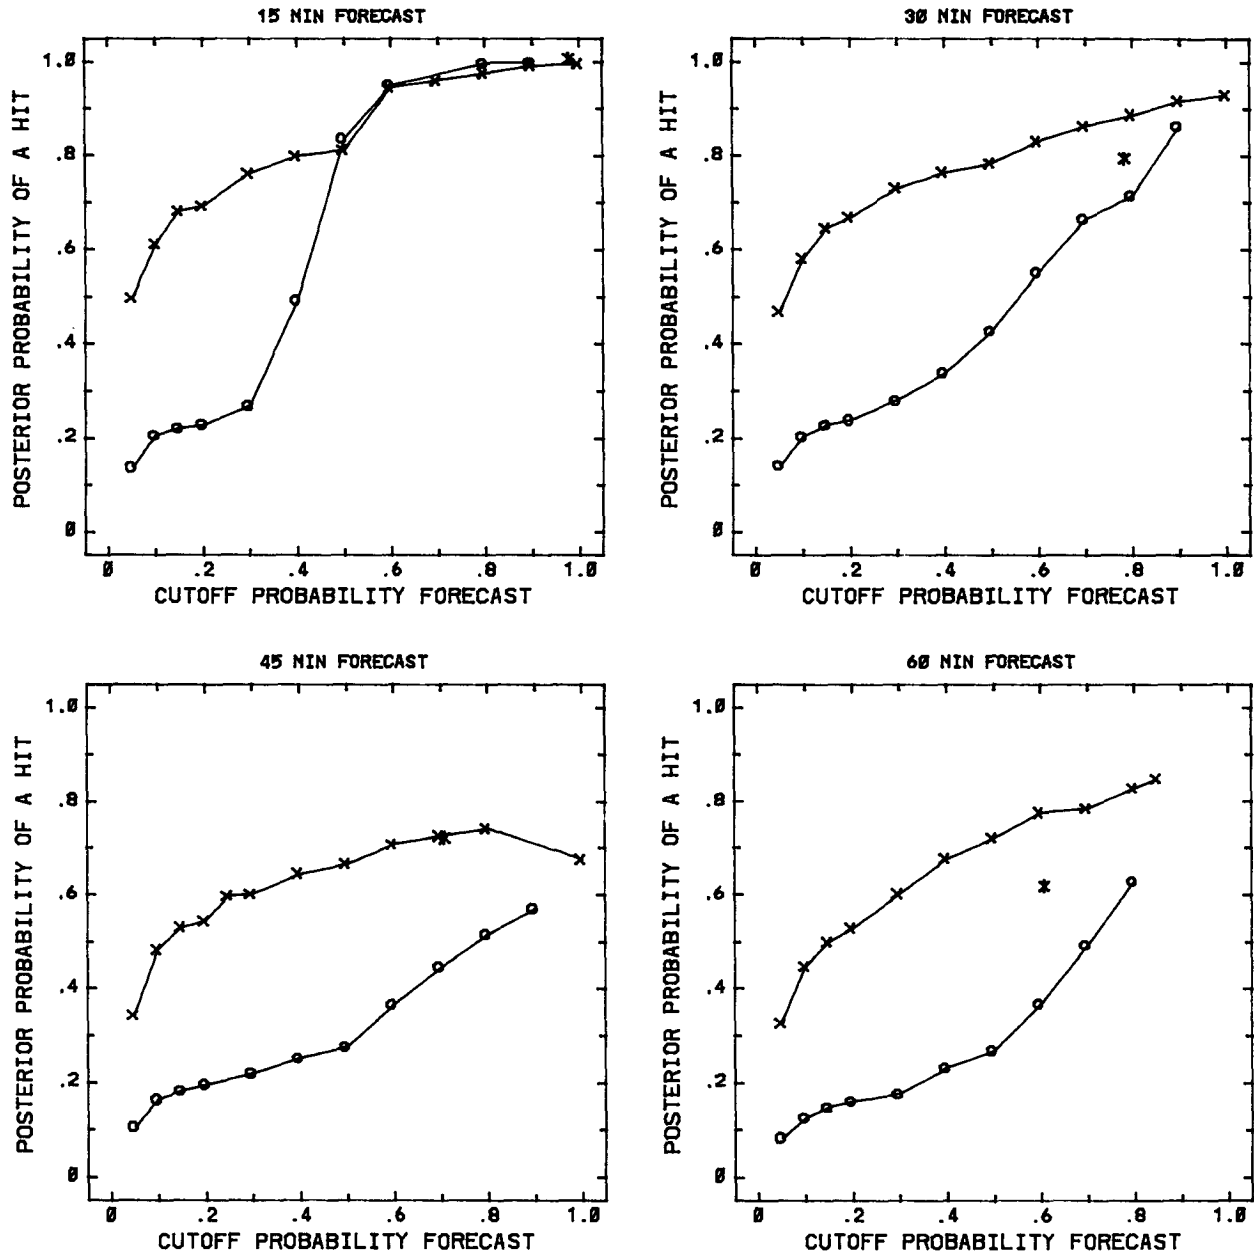 15 MIN FORECAST
POSTERIOR PROBABILITY OF A HIT
1.0
.8
.6
.4
.2
0
0 .2 .4 .6 .8 1.0
CUTOFF PROBABILITY FORECAST
30 MIN FORECAST
POSTERIOR PROBABILITY OF A HIT
1.0
.8
.6
.4
.2
0
0 .2 .4 .6 .8 1.0
CUTOFF PROBABILITY FORECAST
45 MIN FORECAST
POSTERIOR PROBABILITY OF A HIT
1.0
.8
.6
.4
.2
0
0 .2 .4 .6 .8 1.0
CUTOFF PROBABILITY FORECAST
60 MIN FORECAST
POSTERIOR PROBABILITY OF A HIT
1.0
.8
.6
.4
.2
0
0 .2 .4 .6 .8 1.0
CUTOFF PROBABILITY FORECAST